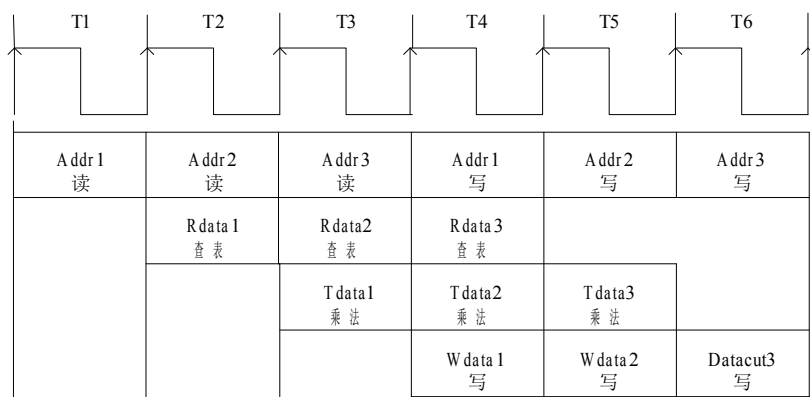 T1 T2 T3 T4 T5 T6
Addr1 Addr2 Addr3 Addr1 Addr2 Addr3
读 读 读 写 写 写
Rdata1 Rdata2 Rdata3
查表 查表 查表
Tdata1 Tdata2 Tdata3
乘法 乘法 乘法
Wdata1 Wdata2 Datacut3
写 写 写